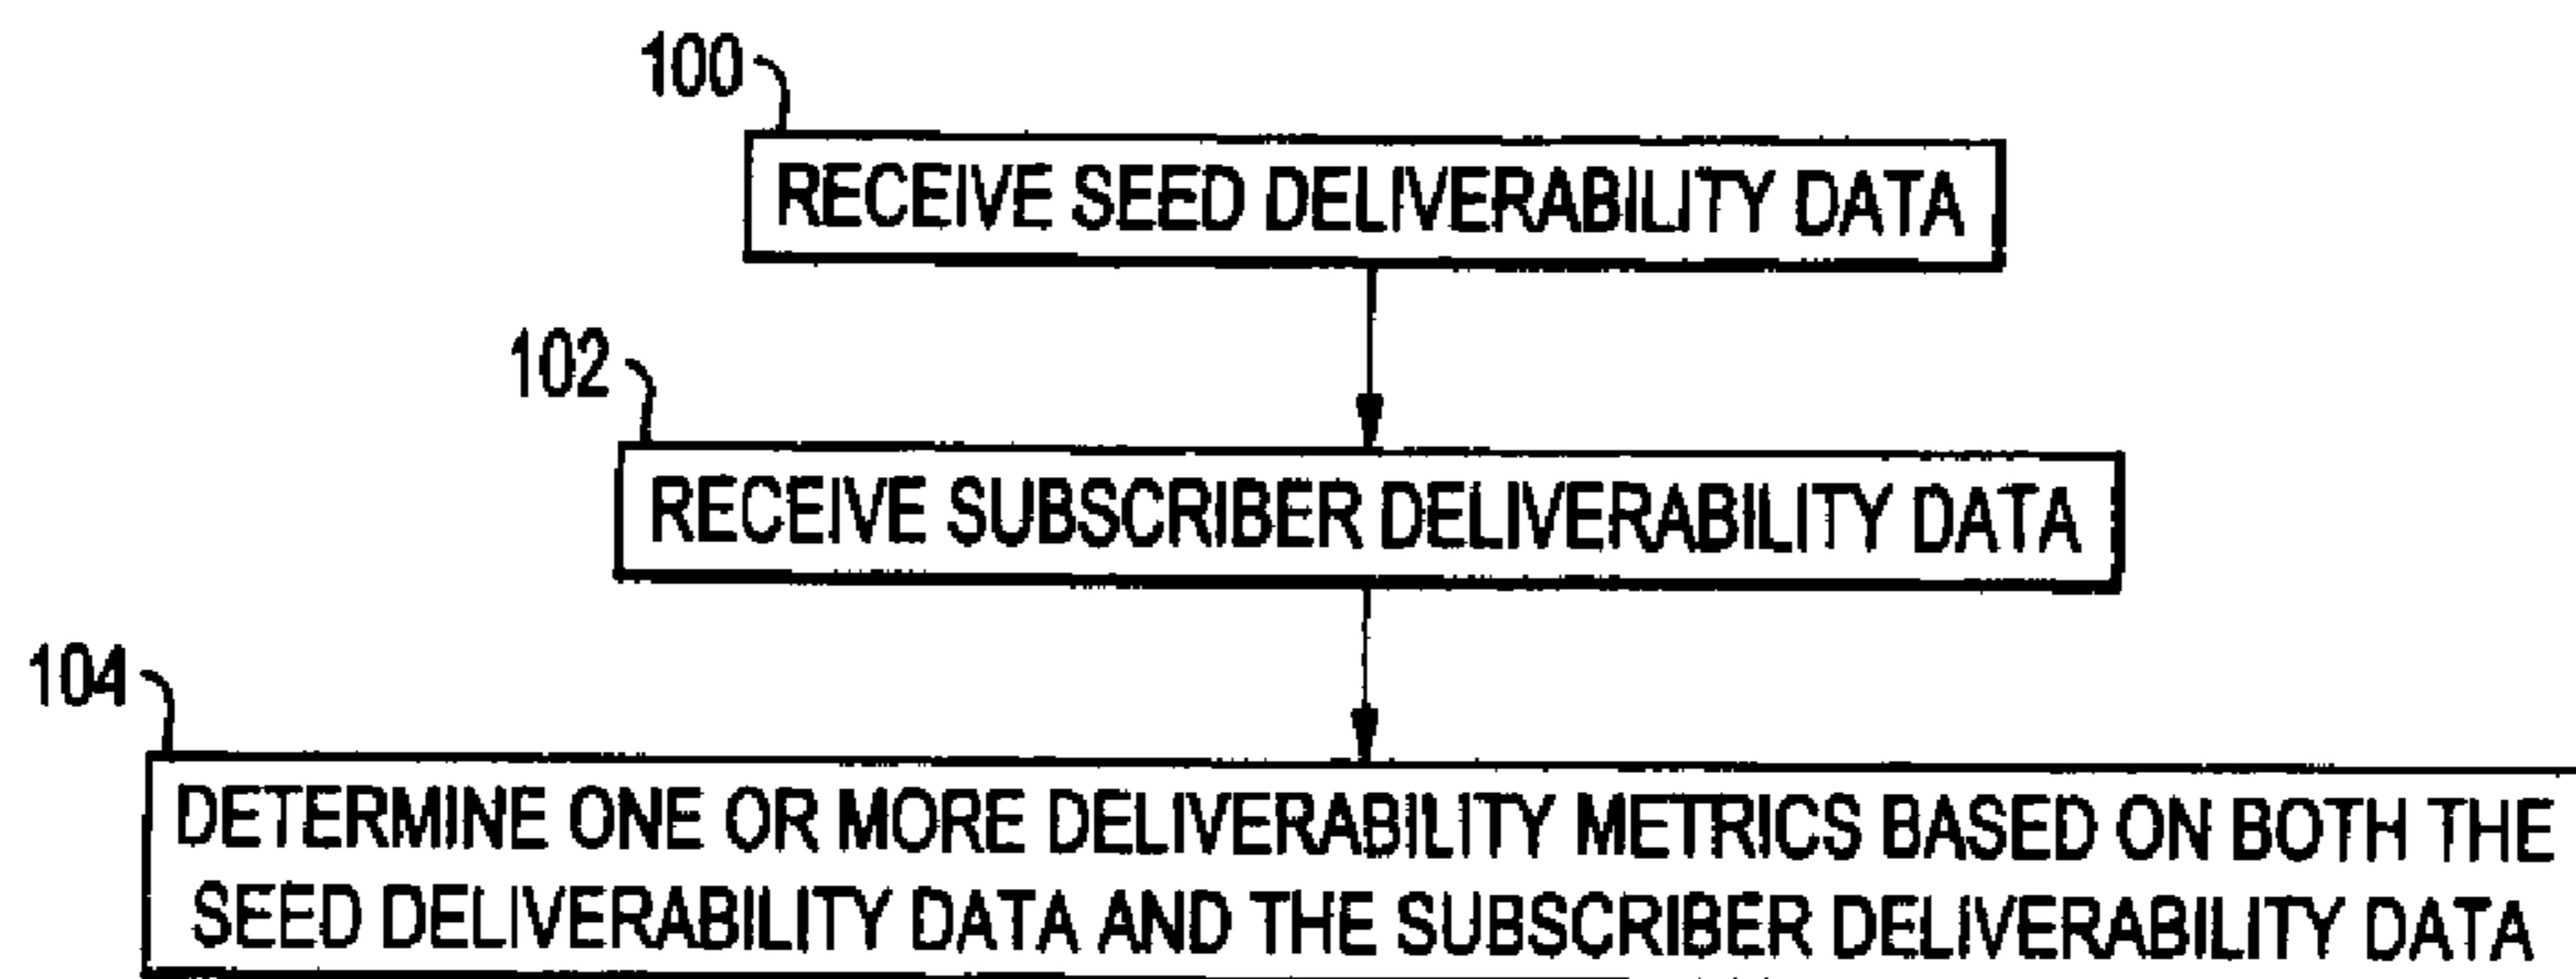 100
RECEIVE SEED DELIVERABILITY DATA
102
RECEIVE SUBSCRIBER DELIVERABILITY DATA
104
DETERMINE ONE OR MORE DELIVERABILITY METRICS BASED ON BOTH THE
SEED DELIVERABILITY DATA AND THE SUBSCRIBER DELIVERABILITY DATA